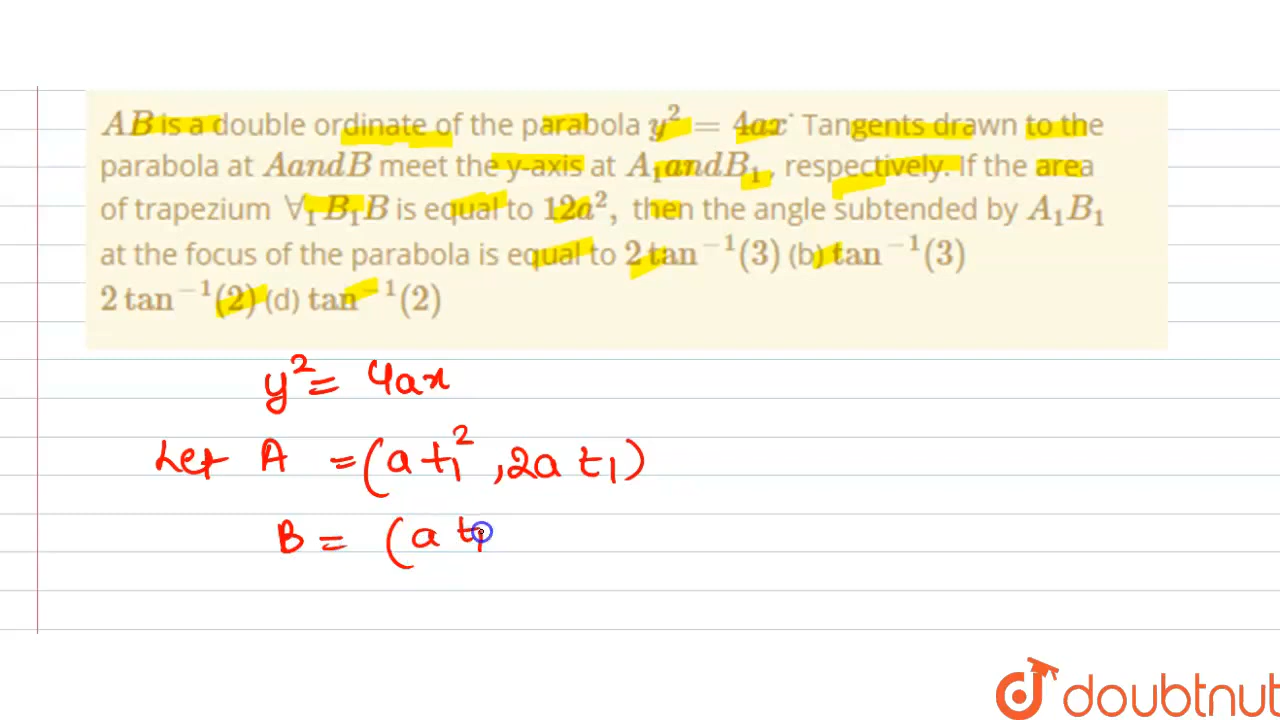 AB is a double ordinate of the parabola y² = 4ax˙ Tangents drawn to the
parabola at AandB meet the y-axis at A₁andB₁, respectively. If the area
of trapezium ∀₁B₁B is equal to 12a², then the angle subtended by A₁B₁
at the focus of the parabola is equal to 2 tan⁻¹(3) (b) tan⁻¹(3)
2 tan⁻¹(2) (d) tan⁻¹(2)
y² = 4ax
Let A = (at₁², 2at₁)
B = (at₁
doubtnut